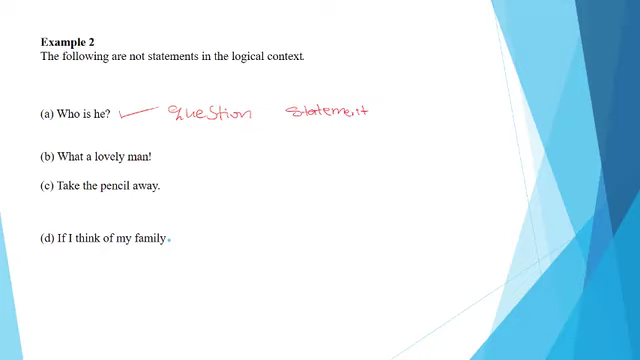 Example 2
The following are not statements in the logical context.
(a) Who is he? question statement
(b) What a lovely man!
(c) Take the pencil away.
(d) If I think of my family.